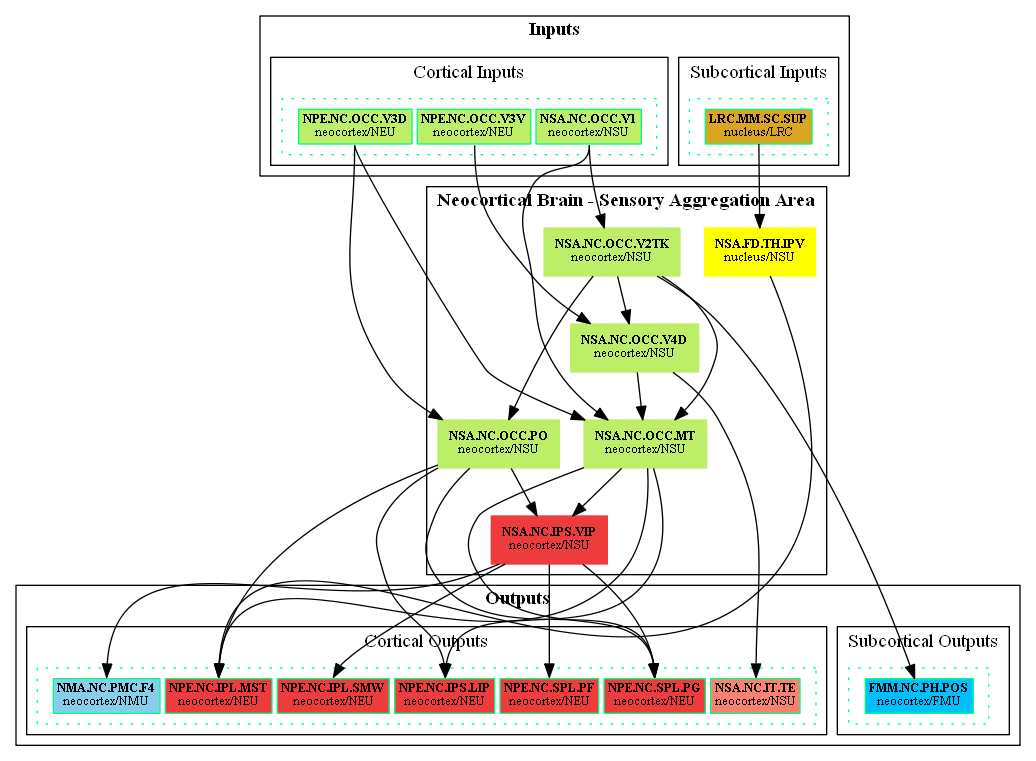 Inputs
Cortical Inputs
Subcortical Inputs
NPE.NC.OCC.V3D
neocortex/NEU
NPE.NC.OCC.V3V
neocortex/NEU
NSA.NC.OCC.VI
neocortex/NSU
LRC.MM.SC.SUP
nucleus/LRC
Neocortical Brain - Sensory Aggregation Area
NSA.NC.OCC.V2TK
neocortex/NSU
NSA.FD.TH.IPV
nucleus/NSU
NSA.NC.OCC.V4D
neocortex/NSU
NSA.NC.OCC.PO
neocortex/NSU
NSA.NC.OCC.MT
neocortex/NSU
NSA.NC.IPS.VIP
neocortex/NSU
Outputs
Cortical Outputs
Subcortical Outputs
NMA.NC.PMC.F4
neocortex/NMU
NPE.NC.IPL.MST
neocortex/NEU
NPE.NC.IPL.SMW
neocortex/NEU
NPE.NC.IPS.LIP
neocortex/NEU
NPE.NC.SPL.PF
neocortex/NEU
NPE.NC.SPL.PG
neocortex/NEU
NSA.NC.IT.TE
neocortex/NSU
FMM.NC.PH.POS
neocortex/FMU